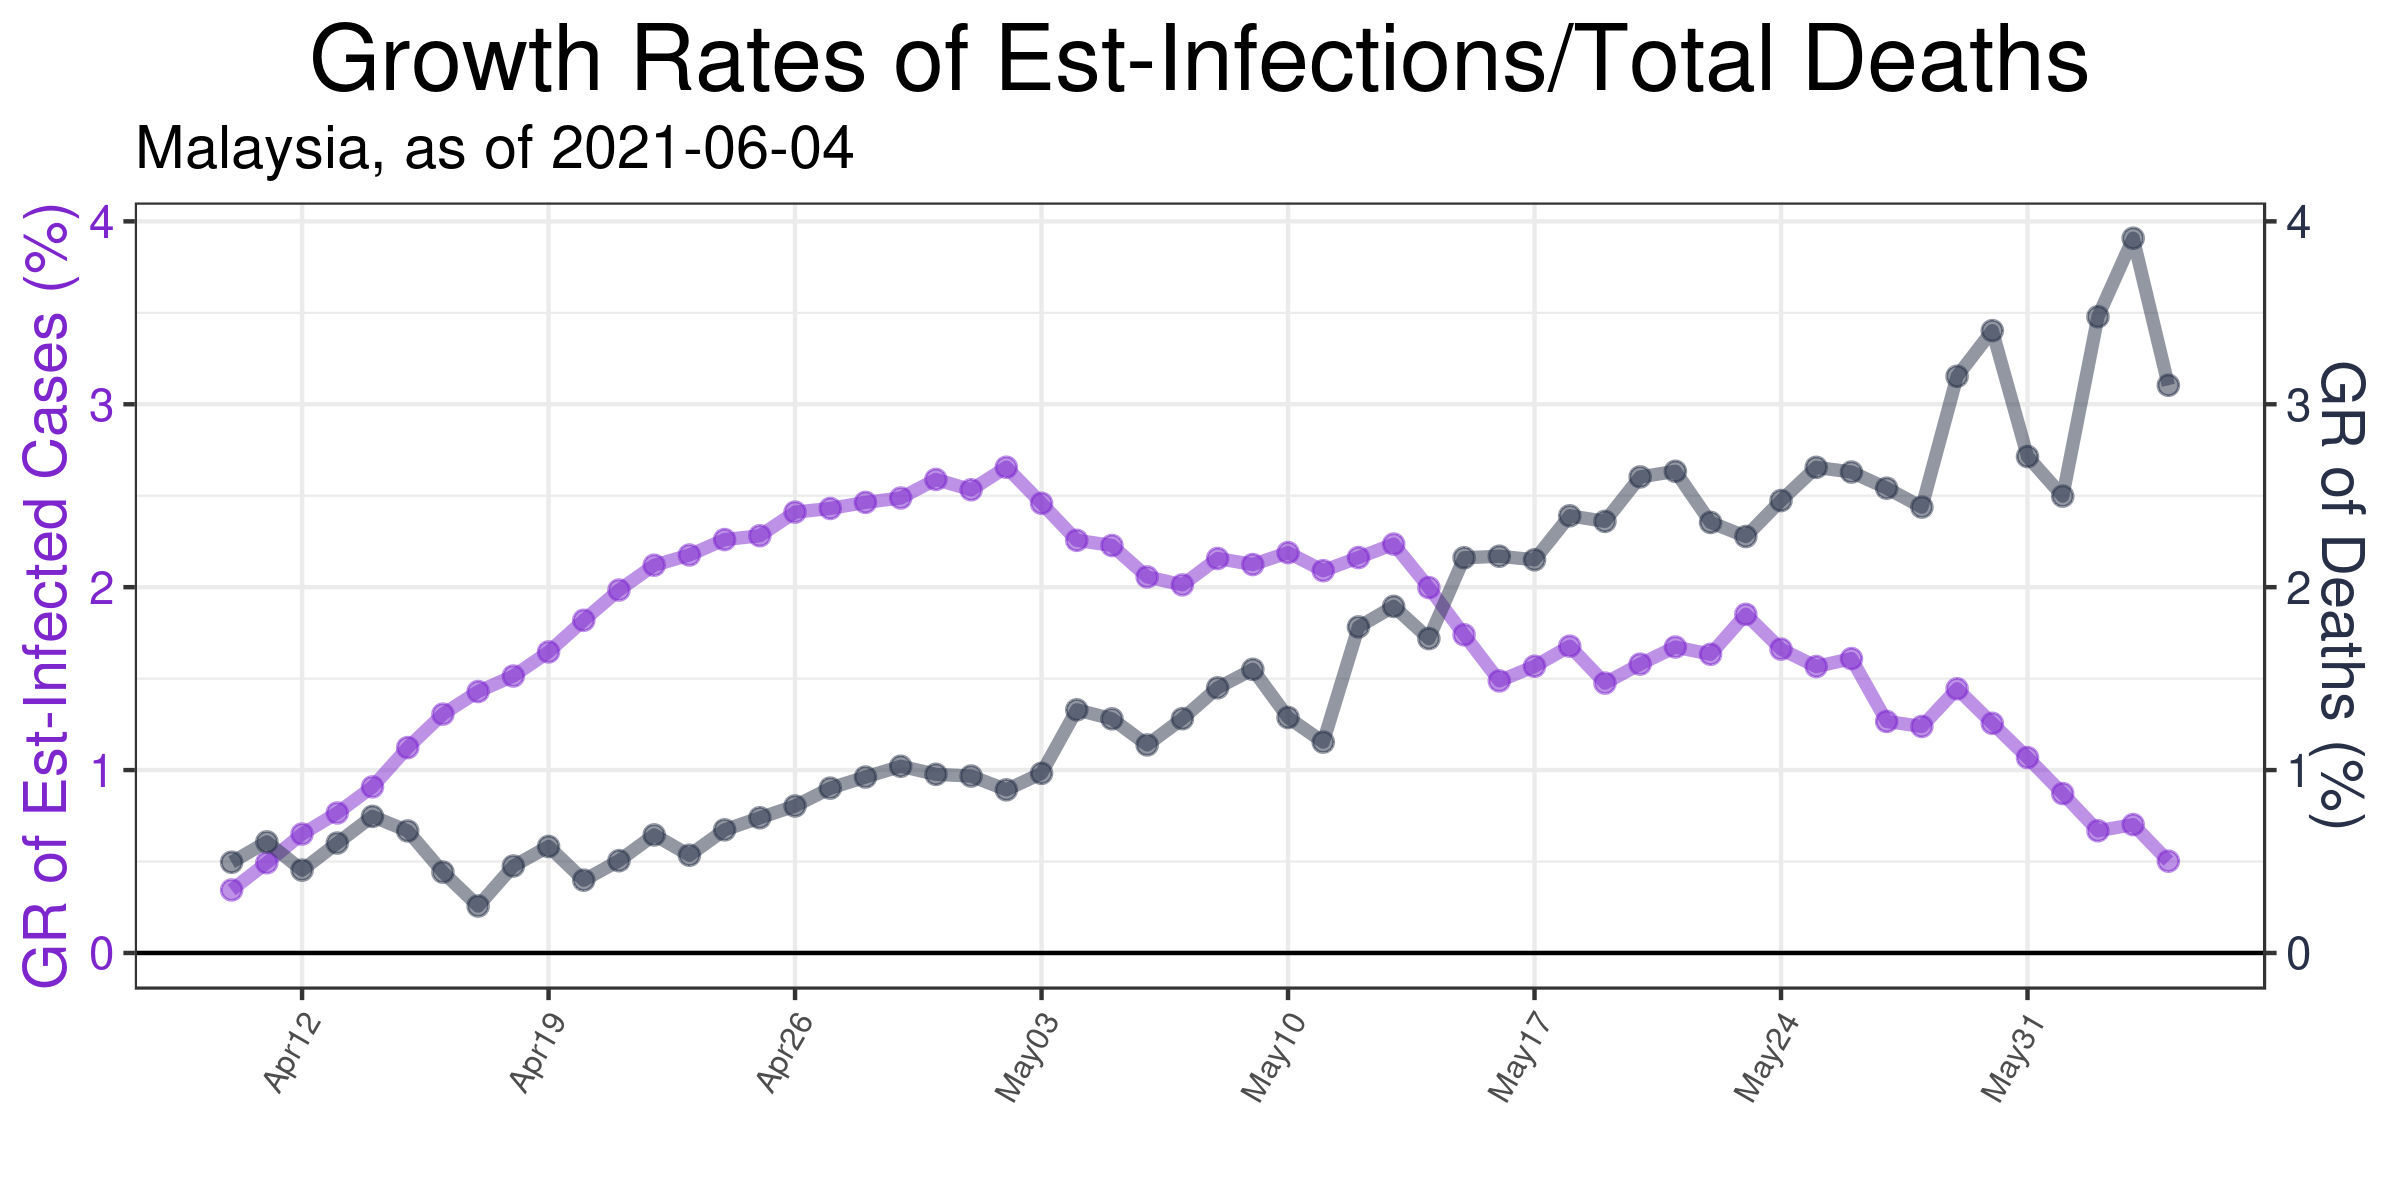 Growth Rates of Est-Infections/Total Deaths
Malaysia, as of 2021-06-04
GR of Est-Infected Cases (%)
4
3
2
1
0
4
3
2
1
0
GR of Deaths (%)
Apr12
Apr19
Apr26
May03
May10
May17
May24
May31